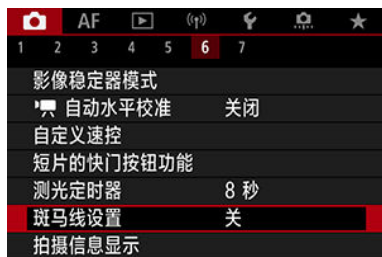 AF
1 2 3 4 5 6 7
影像稳定器模式
自动水平校准 关闭
自定义速控
短片的快门按钮功能
测光定时器 8 秒
斑马线设置 关
拍摄信息显示